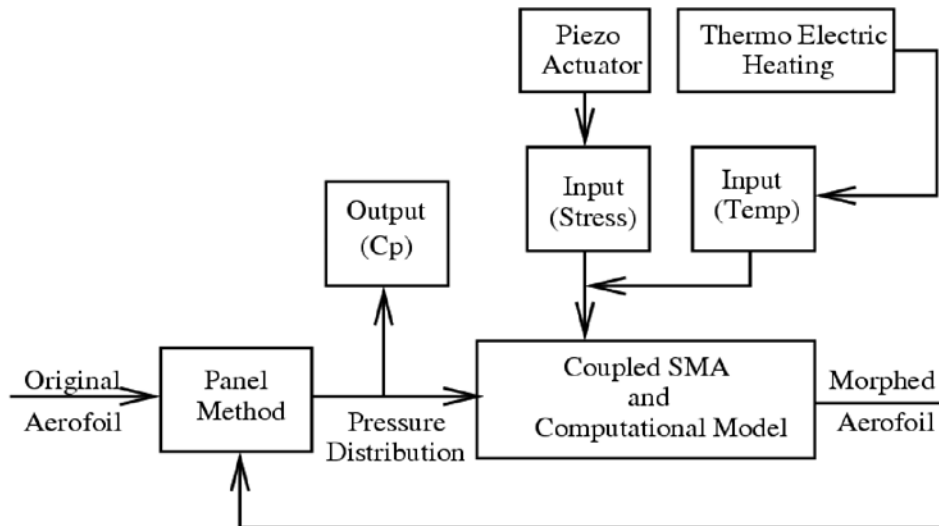 Piezo
Actuator
Thermo Electric
Heating
Input
(Stress)
Input
(Temp)
Output
(Cp)
Original
Aerofoil
Panel
Method
Pressure
Distribution
Coupled SMA
and
Computational Model
Morphed
Aerofoil